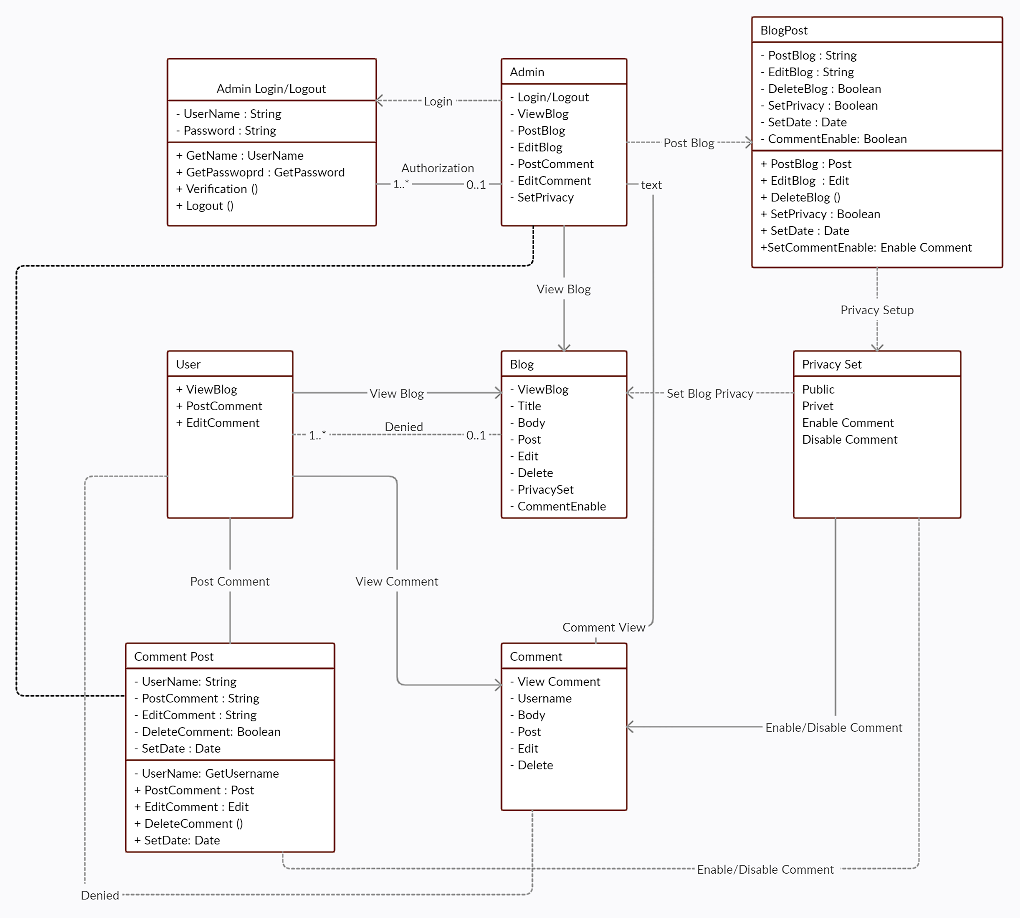 BlogPost
- PostBlog : String
- EditBlog : String
- DeleteBlog : Boolean
- SetPrivacy : Boolean
- SetDate : Date
- CommentEnable: Boolean
+ PostBlog : Post
+ EditBlog : Edit
+ DeleteBlog ()
+ SetPrivacy : Boolean
+ SetDate : Date
+SetCommentEnable: Enable Comment
Admin Login/Logout
- UserName : String
- Password : String
+ GetName : UserName
+ GetPasswoprd : GetPassword
+ Verification ()
+ Logout ()
Login
Authorization
1..*
0..1
Admin
- Login/Logout
- ViewBlog
- PostBlog
- EditBlog
- PostComment
- EditComment
- SetPrivacy
Post Blog
text
View Blog
Privacy Setup
User
+ ViewBlog
+ PostComment
+ EditComment
View Blog
Denied
1..*
0..1
Blog
- ViewBlog
- Title
- Body
- Post
- Edit
- Delete
- PrivacySet
- CommentEnable
Set Blog Privacy
Privacy Set
Public
Privet
Enable Comment
Disable Comment
Post Comment
View Comment
Comment View
Comment Post
- UserName: String
- PostComment : String
- EditComment : String
- DeleteComment: Boolean
- SetDate : Date
- UserName: GetUsername
+ PostComment : Post
+ EditComment : Edit
+ DeleteComment ()
+ SetDate: Date
Comment
- View Comment
- Username
- Body
- Post
- Edit
- Delete
Enable/Disable Comment
Enable/Disable Comment
Denied